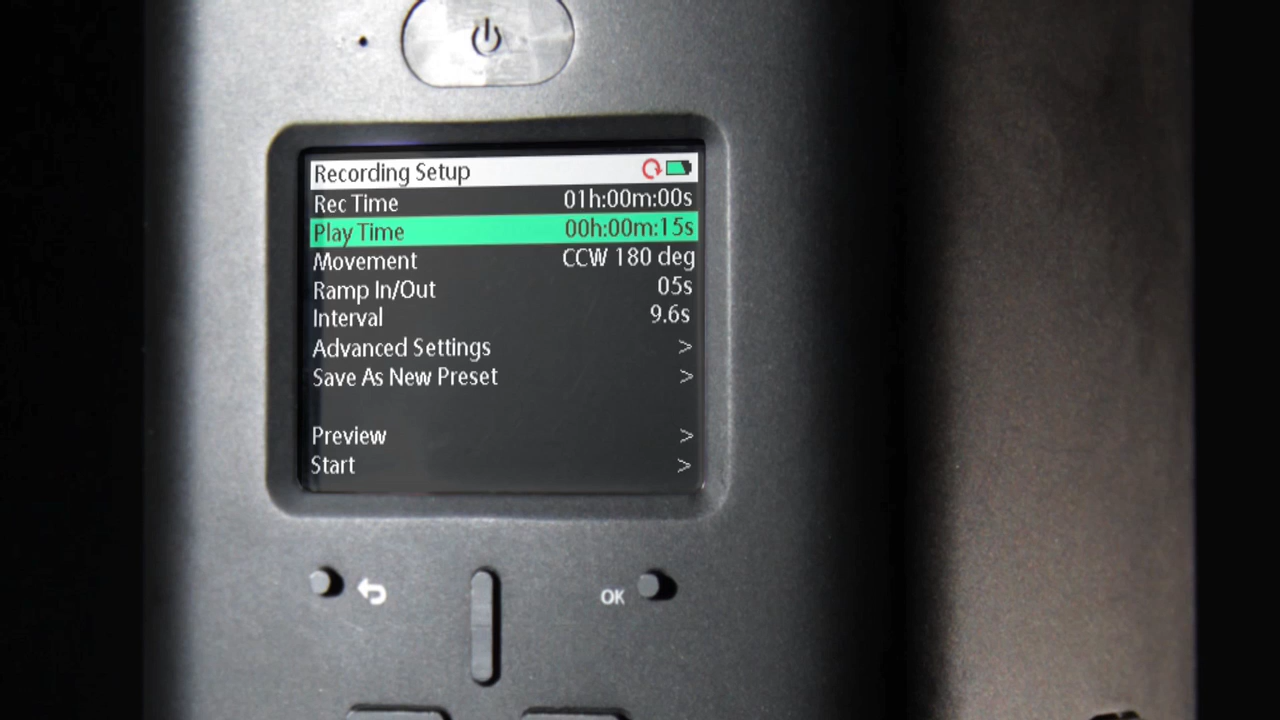 Recording Setup
Rec Time 01h:00m:00s
Play Time 00h:00m:15s
Movement CCW 180 deg
Ramp In/Out 05s
Interval 9.6s
Advanced Settings >
Save As New Preset >
Preview >
Start >
OK